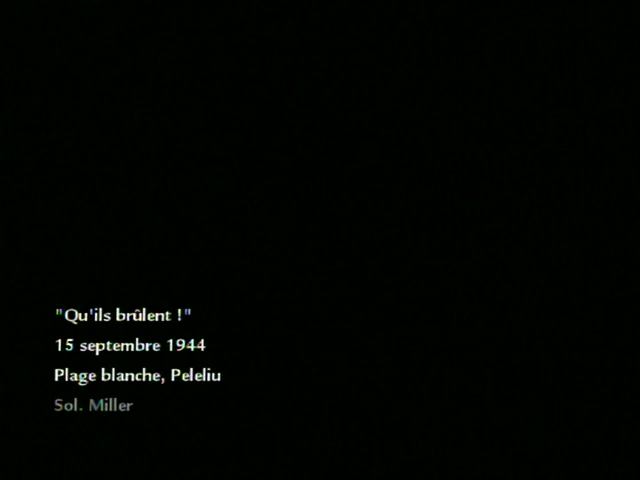 "Qu'ils brûlent !"
15 septembre 1944
Plage blanche, Peleliu
Sol. Miller